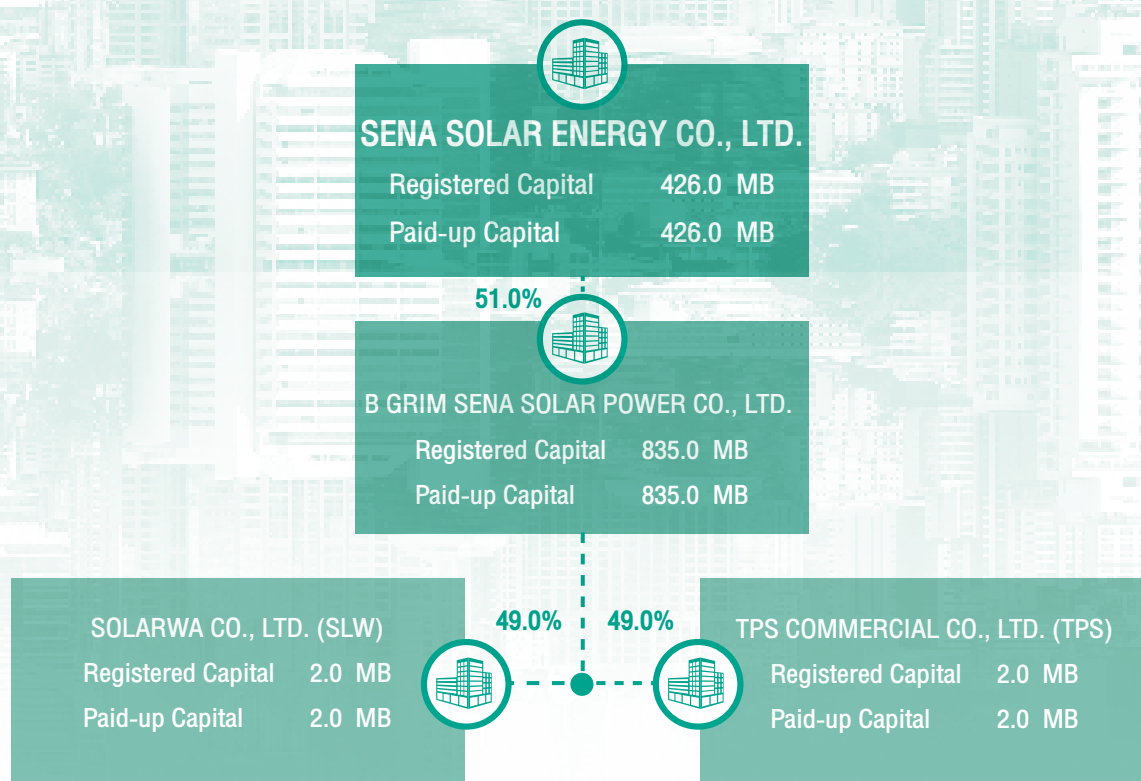 SENA SOLAR ENERGY CO., LTD.
Registered Capital 426.0 MB
Paid-up Capital 426.0 MB
51.0%
B GRIM SENA SOLAR POWER CO., LTD.
Registered Capital 835.0 MB
Paid-up Capital 835.0 MB
SOLARWA CO., LTD. (SLW)
Registered Capital 2.0 MB
Paid-up Capital 2.0 MB
49.0%
49.0%
TPS COMMERCIAL CO., LTD. (TPS)
Registered Capital 2.0 MB
Paid-up Capital 2.0 MB